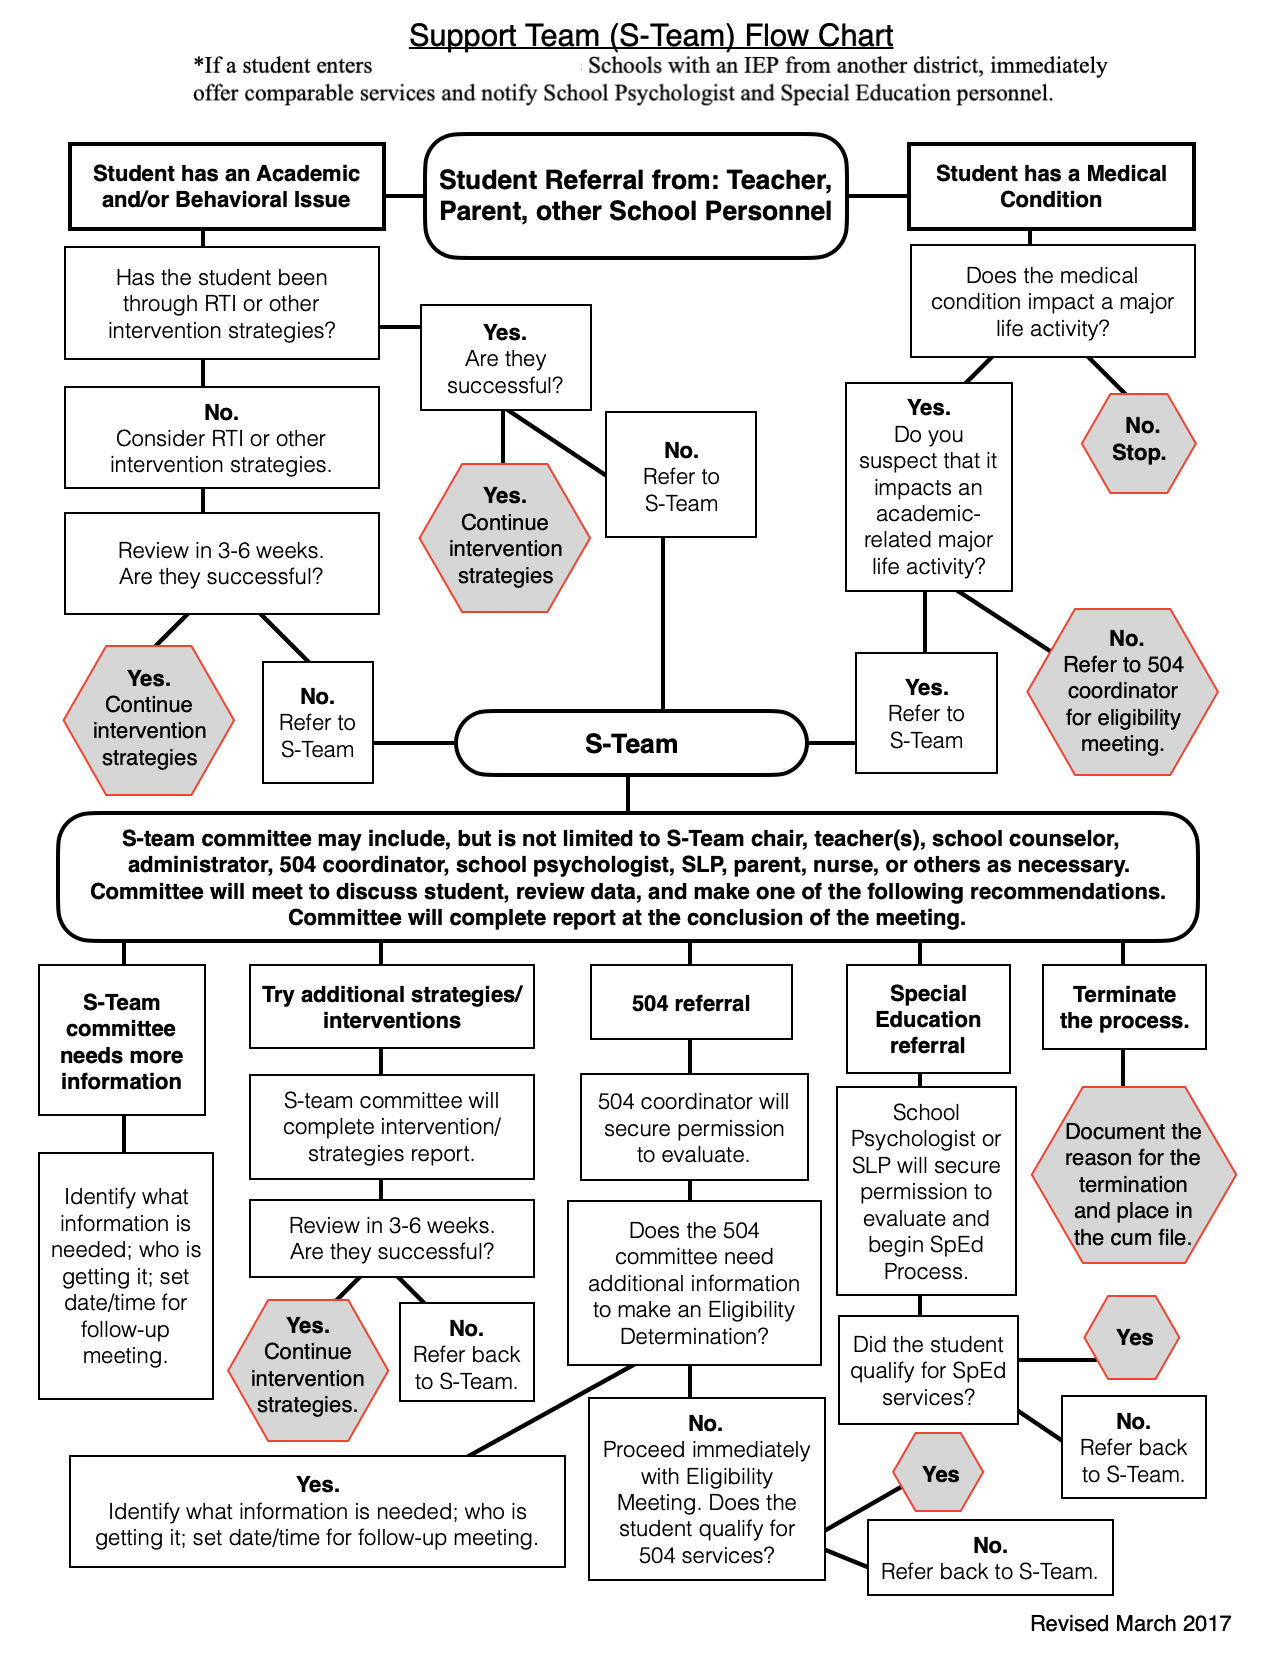 Support Team (S-Team) Flow Chart
*If a student enters Schools with an IEP from another district, immediately
offer comparable services and notify School Psychologist and Special Education personnel.
Student has an Academic
and/or Behavioral Issue
Student Referral from: Teacher,
Parent, other School Personnel
Student has a Medical
Condition
Has the student been
through RTI or other
intervention strategies?
Yes.
Are they
successful?
Does the medical
condition impact a major
life activity?
No.
Consider RTI or other
intervention strategies.
Yes.
Continue
intervention
strategies
No.
Refer to
S-Team
Yes.
Do you
suspect that it
impacts an
academic-
related major
life activity?
No.
Stop.
Review in 3-6 weeks.
Are they successful?
Yes.
Continue
intervention
strategies
No.
Refer to
S-Team
S-Team
Yes.
Refer to
S-Team
No.
Refer to 504
coordinator
for eligibility
meeting.
S-team committee may include, but is not limited to S-Team chair, teacher(s), school counselor,
administrator, 504 coordinator, school psychologist, SLP, parent, nurse, or others as necessary.
Committee will meet to discuss student, review data, and make one of the following recommendations.
Committee will complete report at the conclusion of the meeting.
S-Team
committee
needs more
information
Identify what
information is
needed; who is
getting it; set
date/time for
follow-up
meeting.
Try additional strategies/
interventions
S-team committee will
complete intervention/
strategies report.
Review in 3-6 weeks.
Are they successful?
Yes.
Continue
intervention
strategies.
No.
Refer back
to S-Team.
504 referral
504 coordinator will
secure permission
to evaluate.
Does the 504
committee need
additional information
to make an Eligibility
Determination?
Yes.
Identify what information is needed; who is
getting it; set date/time for follow-up meeting.
No.
Proceed immediately
with Eligibility
Meeting. Does the
student qualify for
504 services?
Yes
No.
Refer back to S-Team.
Special
Education
referral
School
Psychologist or
SLP will secure
permission to
evaluate and
begin SpEd
Process.
Did the student
qualify for SpEd
services?
Yes
No.
Refer back
to S-Team.
Terminate
the process.
Document the
reason for the
termination
and place in
the cum file.
Revised March 2017